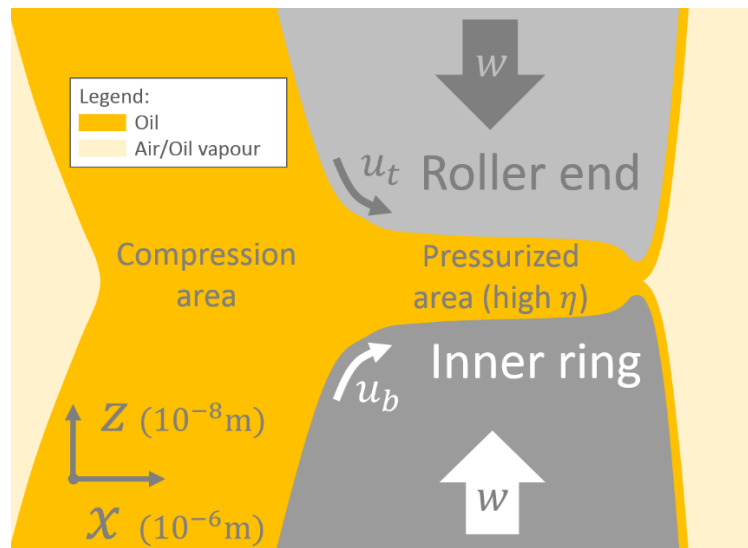 w
Legend:
Oil
Air/Oil vapour
u_t
Roller end
Compression
area
Pressurized
area (high η)
Inner ring
u_b
z (10⁻⁸m)
w
x (10⁻⁶m)